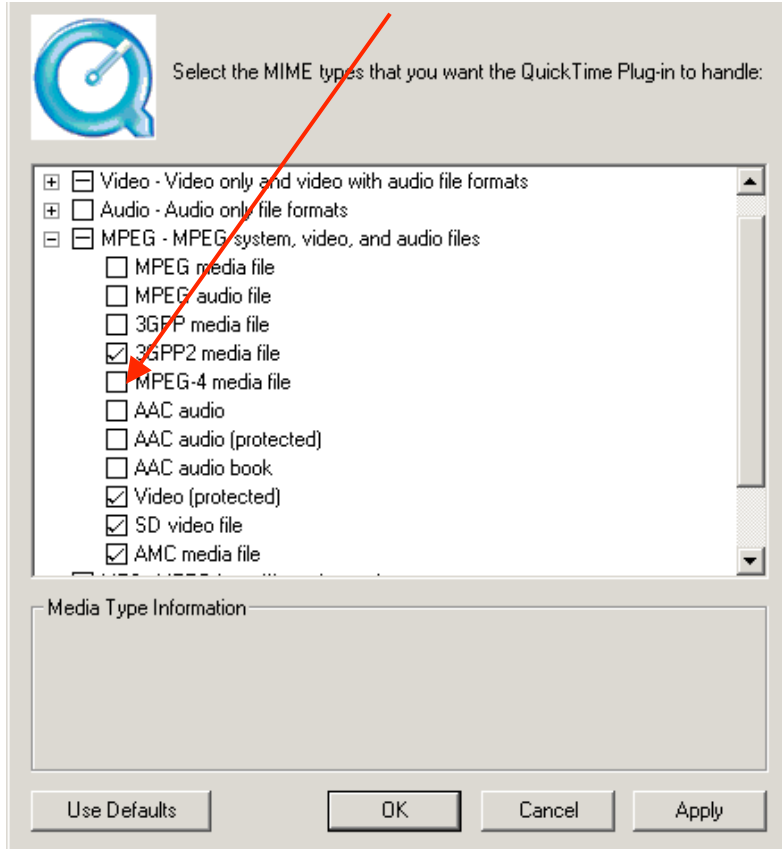 Select the MIME types that you want the QuickTime Plug-in to handle:
Video - Video only and video with audio file formats
Audio - Audio only file formats
MPEG - MPEG system, video, and audio files
MPEG media file
MPEG audio file
3GPP media file
3GPP2 media file
MPEG-4 media file
AAC audio
AAC audio (protected)
AAC audio book
Video (protected)
SD video file
AMC media file
Media Type Information
Use Defaults
OK
Cancel
Apply